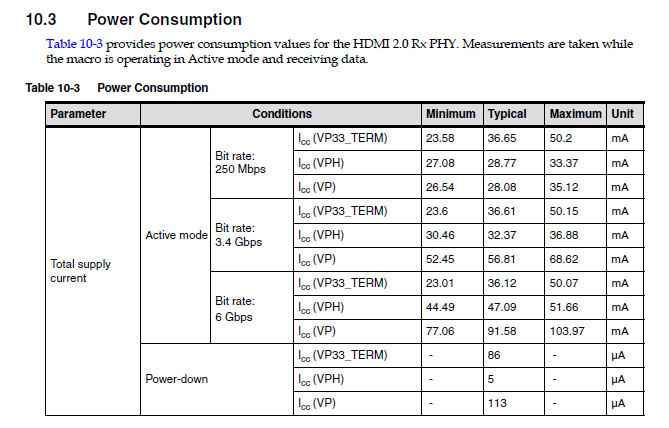 10.3 Power Consumption
Table 10-3 provides power consumption values for the HDMI 2.0 Rx PHY. Measurements are taken while
the macro is operating in Active mode and receiving data.
Table 10-3 Power Consumption
Parameter Conditions Minimum Typical Maximum Unit
Total supply
current
Active mode
Bit rate:
250 Mbps
Icc (VP33_TERM) 23.58 36.65 50.2 mA
Icc (VPH) 27.08 28.77 33.37 mA
Icc (VP) 26.54 28.08 35.12 mA
Bit rate:
3.4 Gbps
Icc (VP33_TERM) 23.6 36.61 50.15 mA
Icc (VPH) 30.46 32.37 36.88 mA
Icc (VP) 52.45 56.81 68.62 mA
Bit rate:
6 Gbps
Icc (VP33_TERM) 23.01 36.12 50.07 mA
Icc (VPH) 44.49 47.09 51.66 mA
Icc (VP) 77.06 91.58 103.97 mA
Power-down
Icc (VP33_TERM) - 86 - µA
Icc (VPH) - 5 - µA
Icc (VP) - 113 - µA